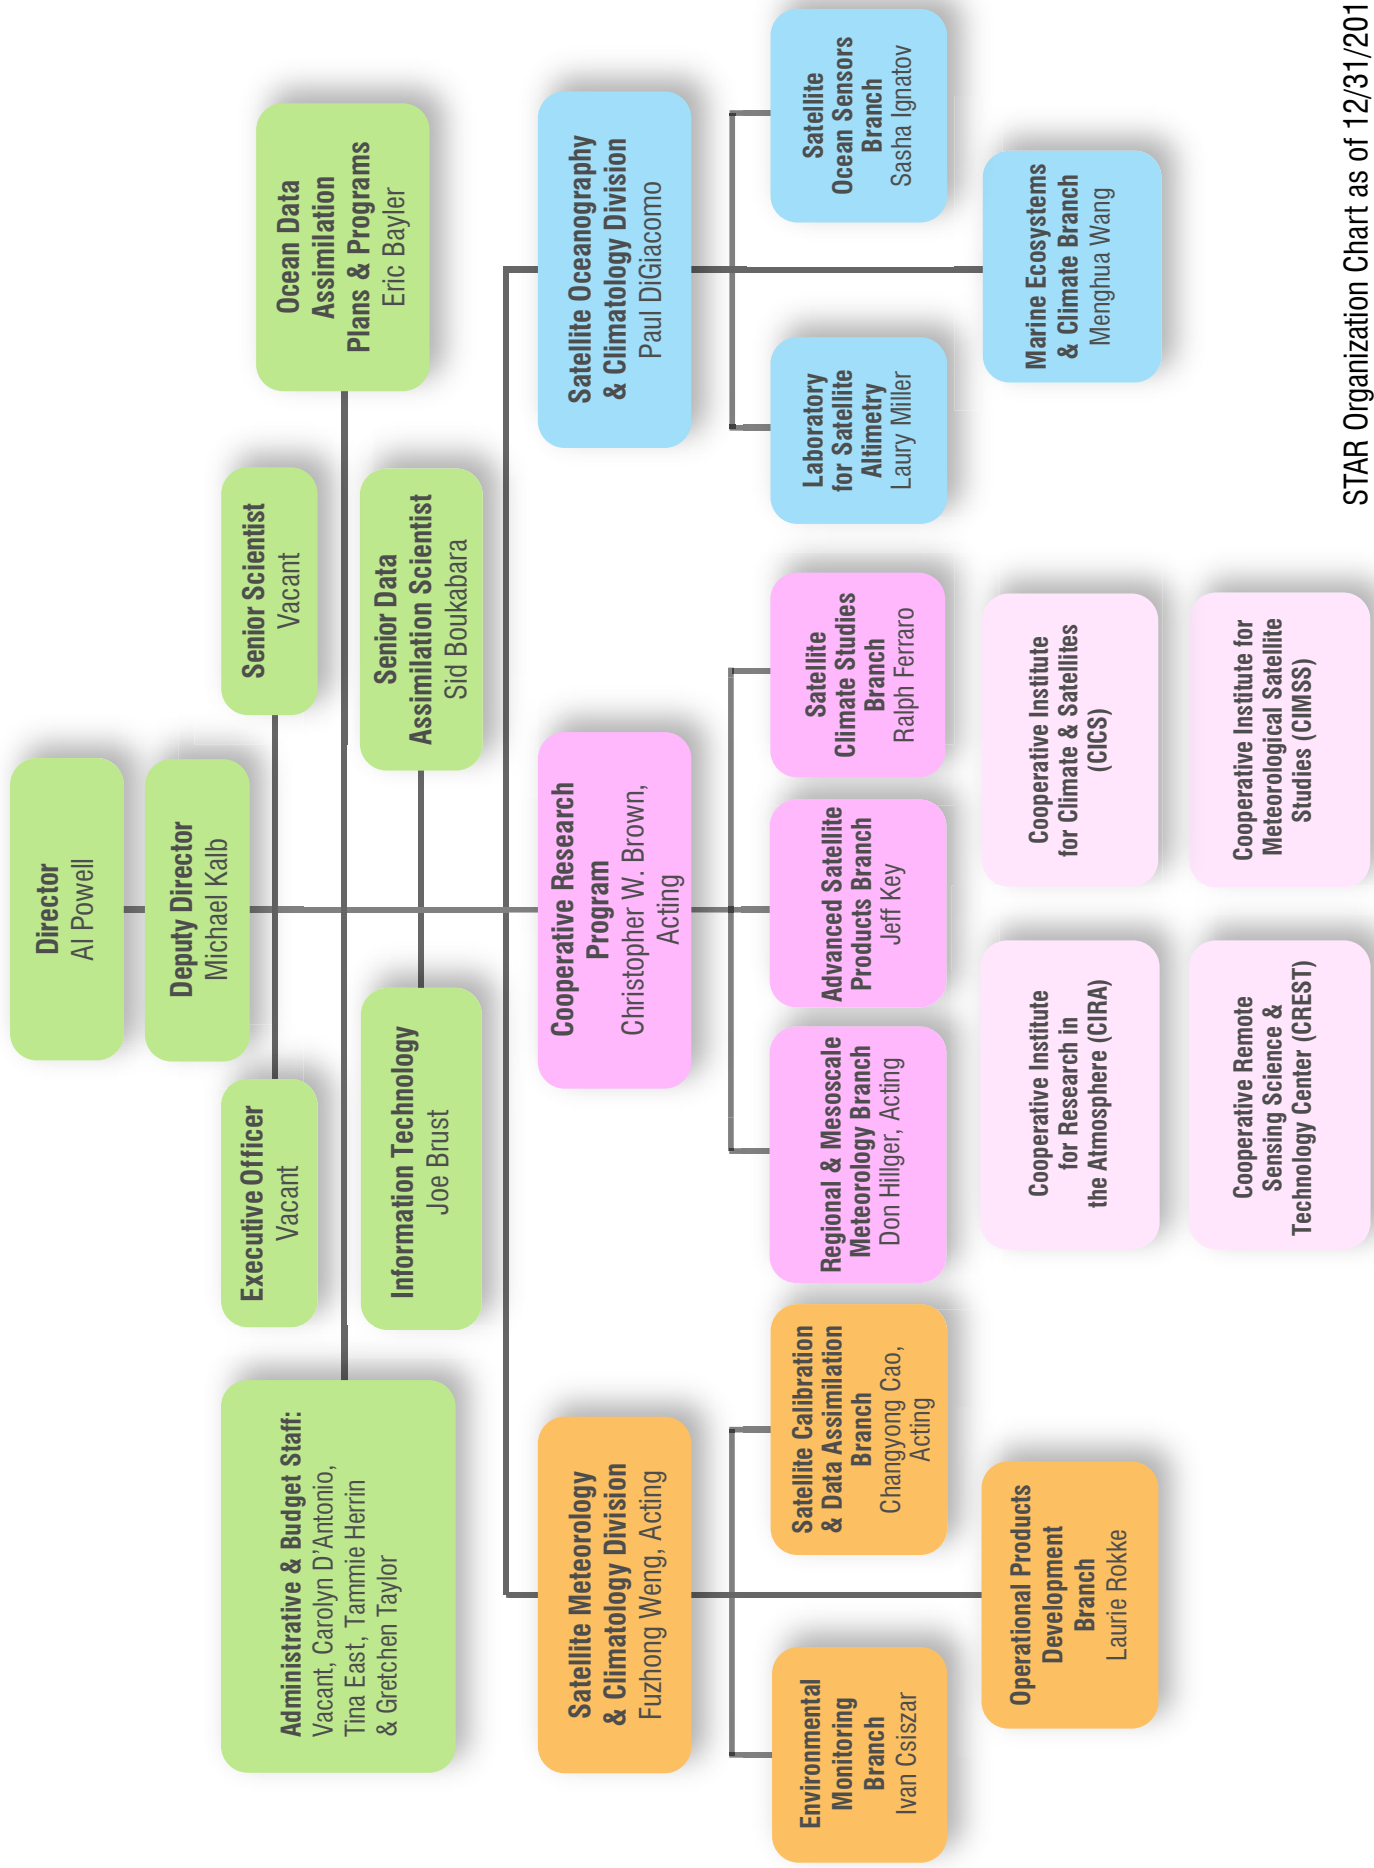 Director
Al Powell
Deputy Director
Michael Kalb
Executive Officer
Vacant
Senior Scientist
Vacant
Administrative & Budget Staff:
Vacant, Carolyn D’Antonio,
Tina East, Tammie Herrin
& Gretchen Taylor
Ocean Data
Assimilation
Plans & Programs
Eric Bayler
Information Technology
Joe Brust
Senior Data
Assimilation Scientist
Sid Boukabara
Satellite Meteorology
& Climatology Division
Fuzhong Weng, Acting
Cooperative Research
Program
Christopher W. Brown,
Acting
Satellite Oceanography
& Climatology Division
Paul DiGiacomo
Environmental
Monitoring
Branch
Ivan Csiszar
Satellite Calibration
& Data Assimilation
Branch
Changyong Cao,
Acting
Regional & Mesoscale
Meteorology Branch
Don Hillger, Acting
Advanced Satellite
Products Branch
Jeff Key
Satellite
Climate Studies
Branch
Ralph Ferraro
Laboratory
for Satellite
Altimetry
Laury Miller
Satellite
Ocean Sensors
Branch
Sasha Ignatov
Operational Products
Development
Branch
Laurie Rokke
Cooperative Institute
for Research in
the Atmosphere (CIRA)
Cooperative Institute
for Climate & Satellites
(CICS)
Marine Ecosystems
& Climate Branch
Menghua Wang
Cooperative Remote
Sensing Science &
Technology Center (CREST)
Cooperative Institute for
Meteorological Satellite
Studies (CIMSS)
STAR Organization Chart as of 12/31/201